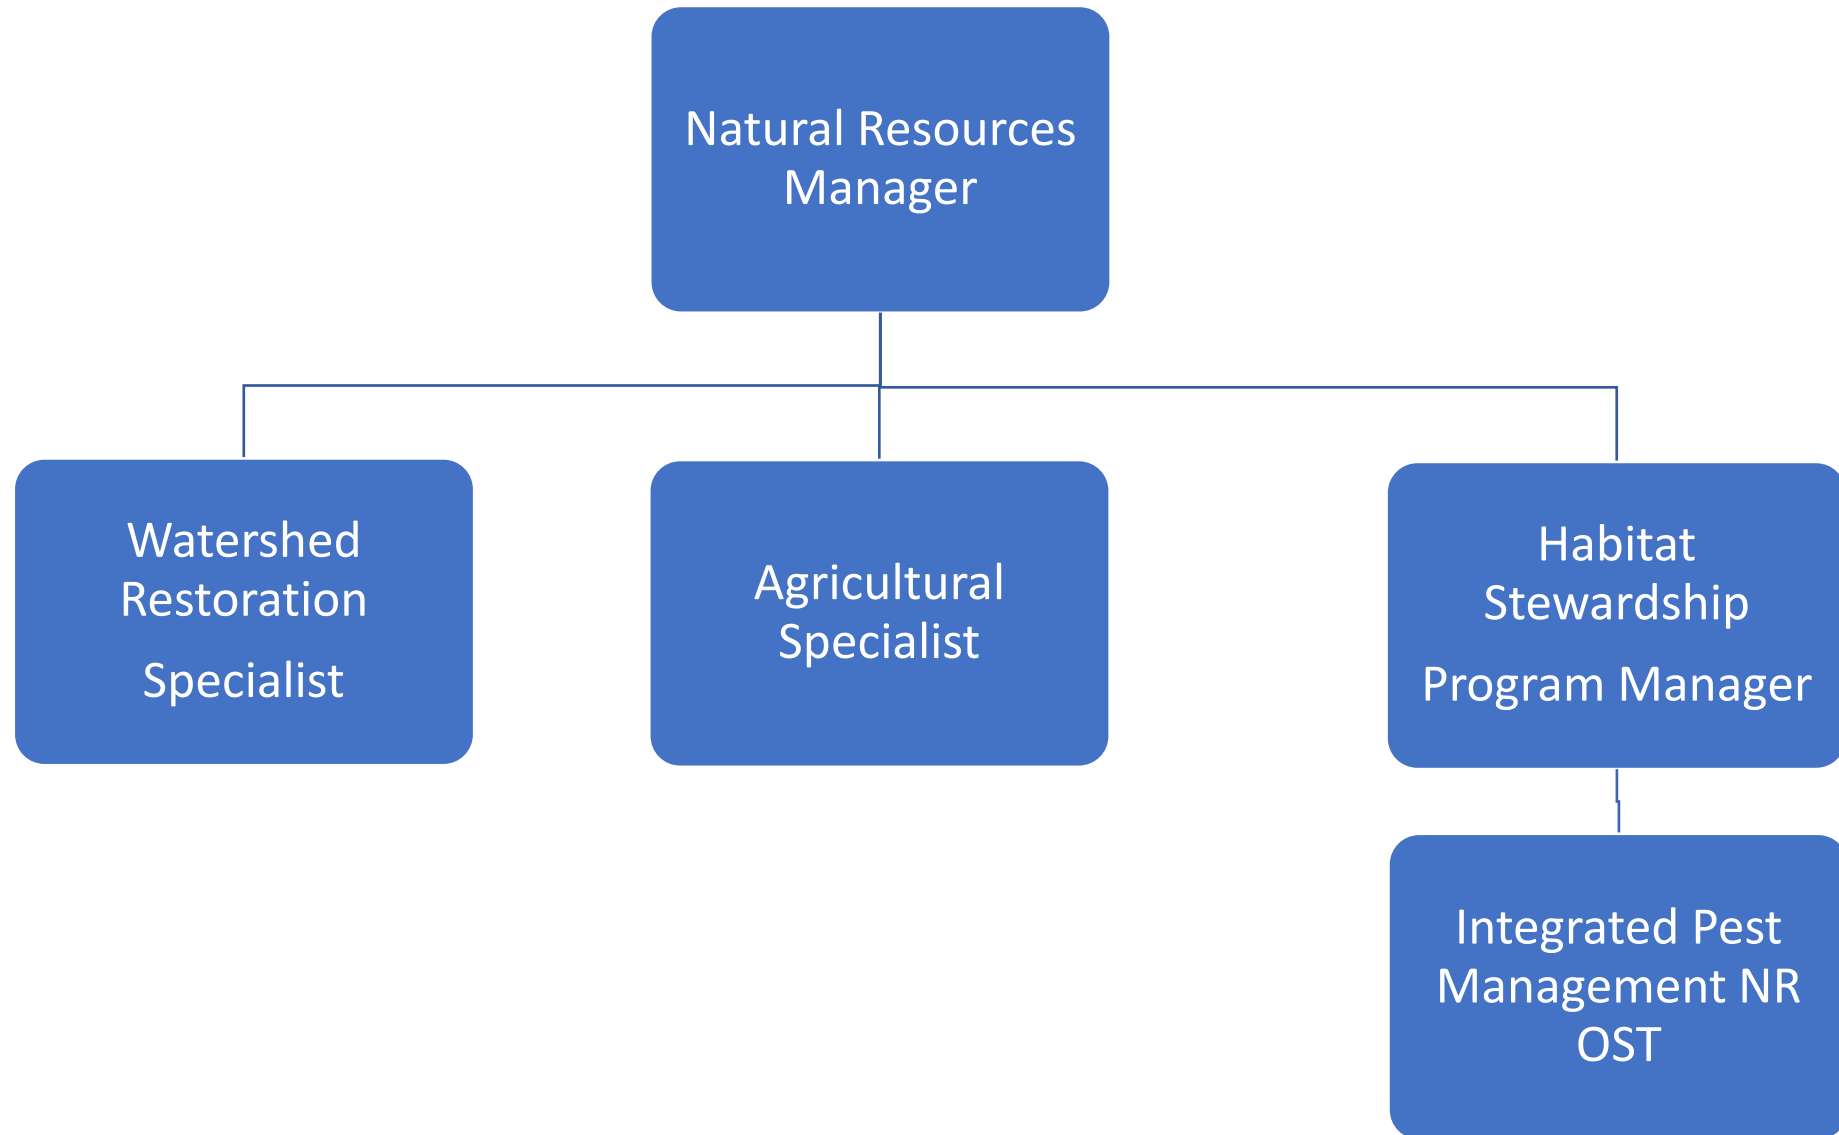 Natural Resources
Manager
Watershed
Restoration
Specialist
Agricultural
Specialist
Habitat
Stewardship
Program Manager
Integrated Pest
Management NR
OST